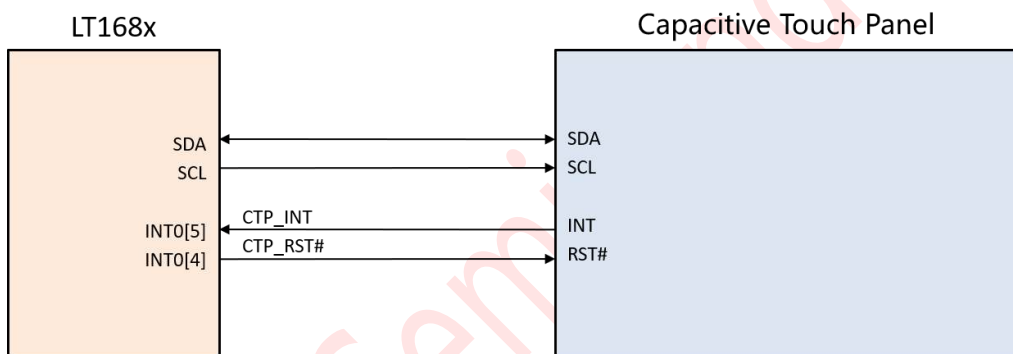 LT168x
Capacitive Touch Panel
SDA
SDA
SCL
SCL
CTP_INT
INT0[5]
INT
CTP_RST#
INT0[4]
RST#